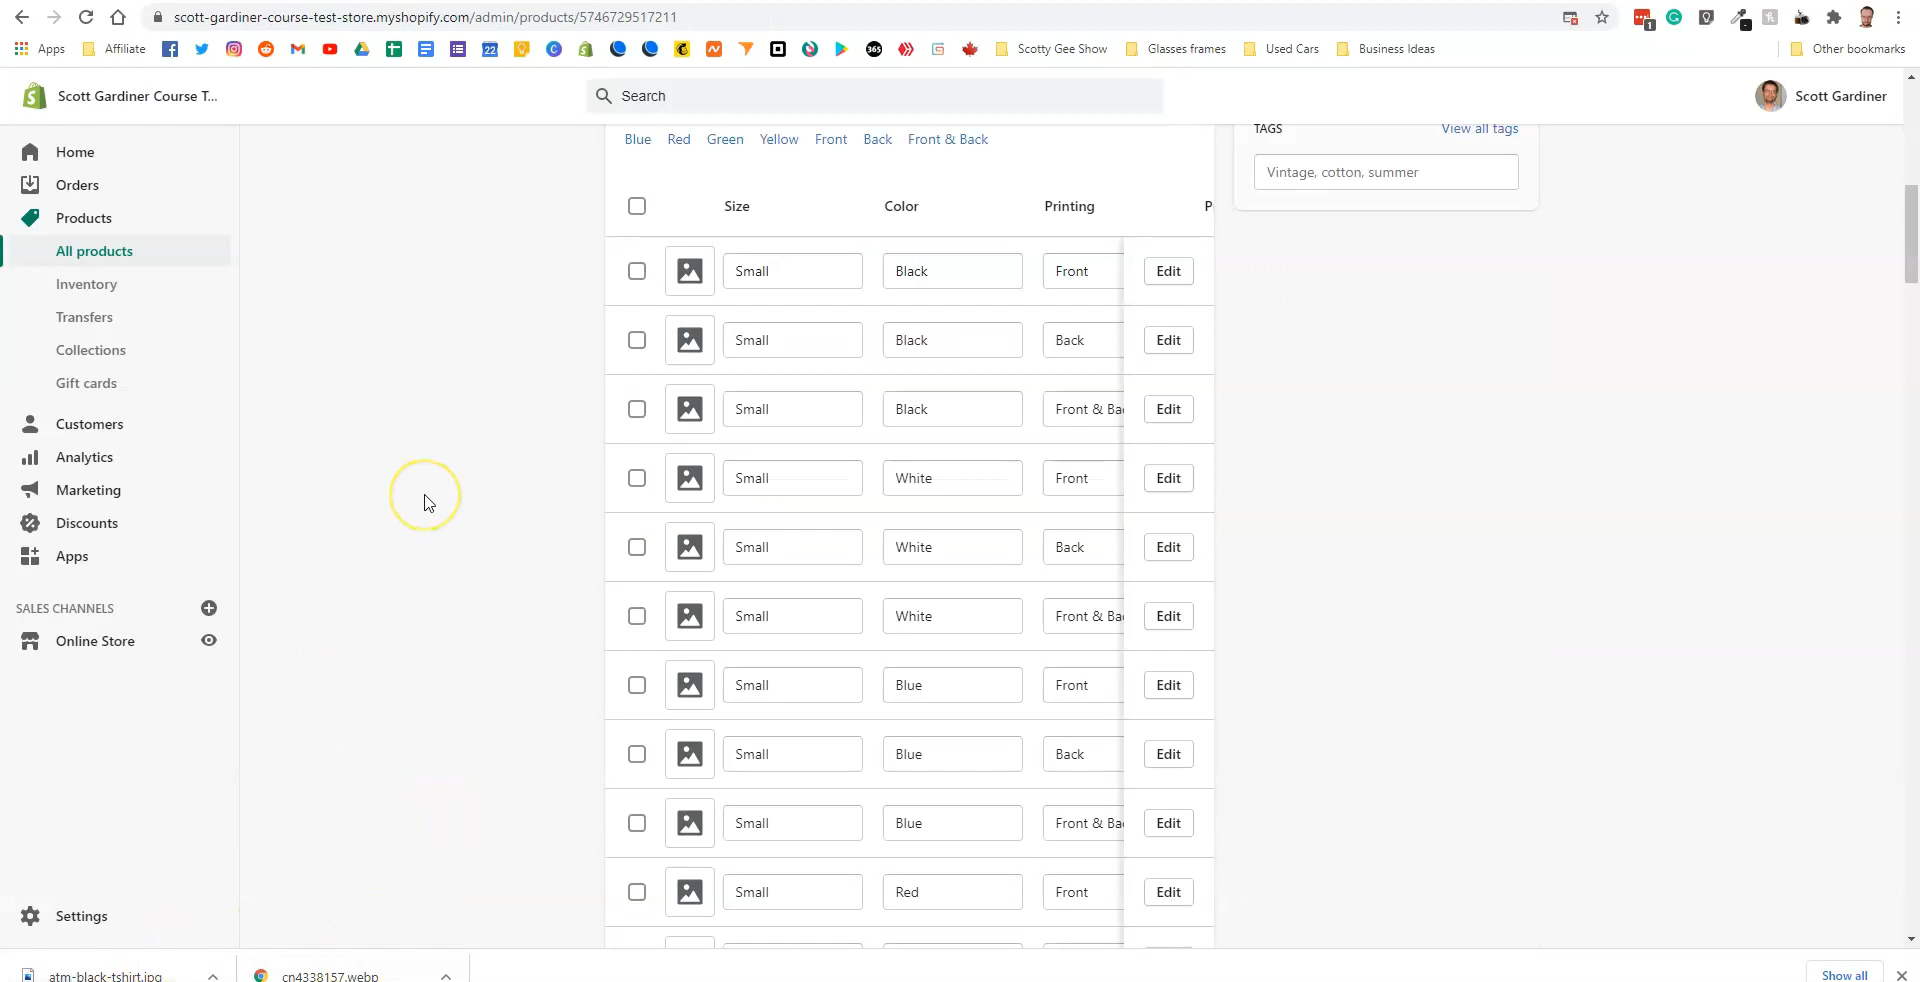 scott-gardiner-course-test-store.myshopify.com/admin/products/5746729517211
1
Apps Affiliate 22 365 Scotty Gee Show Glasses frames Used Cars Business Ideas Other bookmarks
Scott Gardiner Course T... Search Scott Gardiner
Home
Orders
Products
All products
Inventory
Transfers
Collections
Gift cards
Customers
Analytics
Marketing
Discounts
Apps
SALES CHANNELS
Online Store
Settings
Blue Red Green Yellow Front Back Front & Back
Size Color Printing P
Small Black Front Edit
Small Black Back Edit
Small Black Front & Ba Edit
Small White Front Edit
Small White Back Edit
Small White Front & Ba Edit
Small Blue Front Edit
Small Blue Back Edit
Small Blue Front & Ba Edit
Small Red Front Edit
TAGS View all tags
Vintage, cotton, summer
atm-black-tshirt.jpg cn4338157.webp Show all